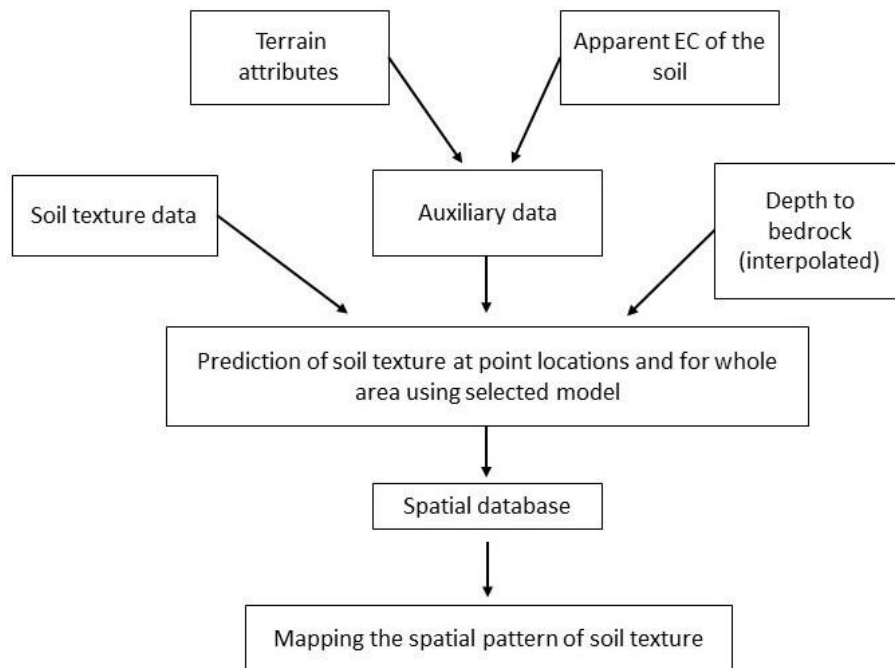 Terrain
attributes
Apparent EC of the
soil
Soil texture data
Auxiliary data
Depth to
bedrock
(interpolated)
Prediction of soil texture at point locations and for whole
area using selected model
Spatial database
Mapping the spatial pattern of soil texture